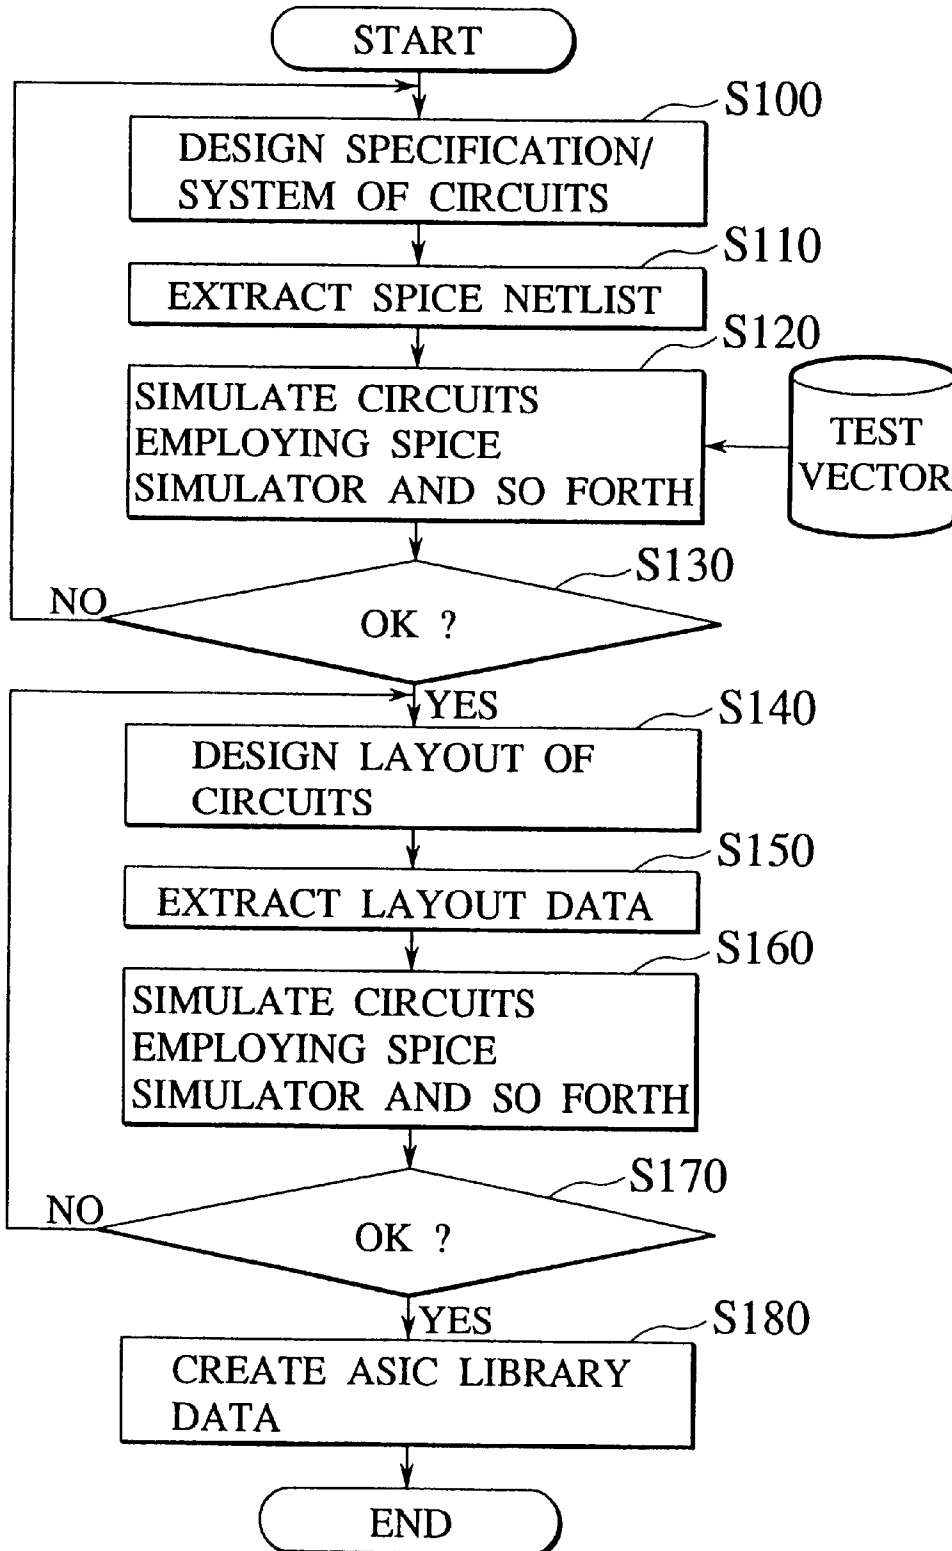 START
S100
DESIGN SPECIFICATION/
SYSTEM OF CIRCUITS
S110
EXTRACT SPICE NETLIST
S120
SIMULATE CIRCUITS
EMPLOYING SPICE
SIMULATOR AND SO FORTH
TEST
VECTOR
S130
NO
OK ?
YES
S140
DESIGN LAYOUT OF
CIRCUITS
S150
EXTRACT LAYOUT DATA
S160
SIMULATE CIRCUITS
EMPLOYING SPICE
SIMULATOR AND SO FORTH
S170
NO
OK ?
YES
S180
CREATE ASIC LIBRARY
DATA
END